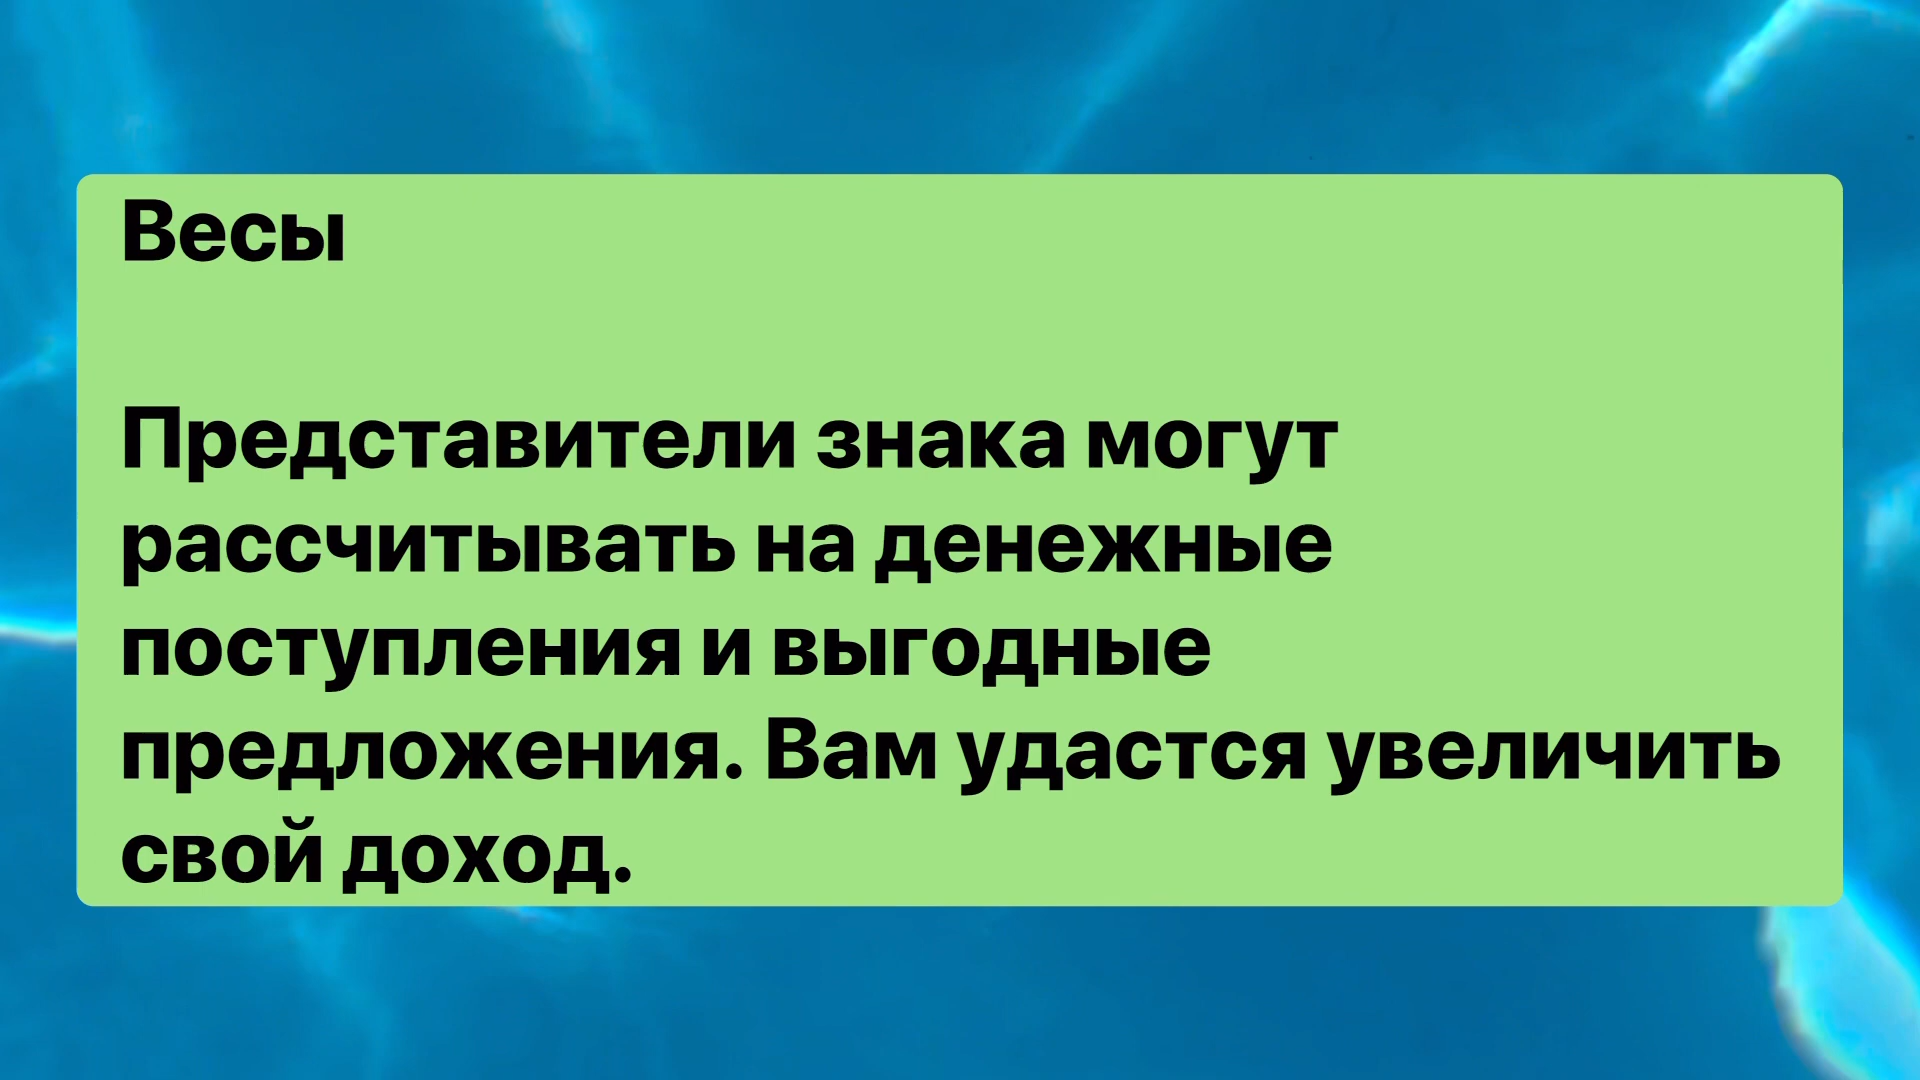 Весы
Представители знака могут
рассчитывать на денежные
поступления и выгодные
предложения. Вам удастся увеличить
свой доход.